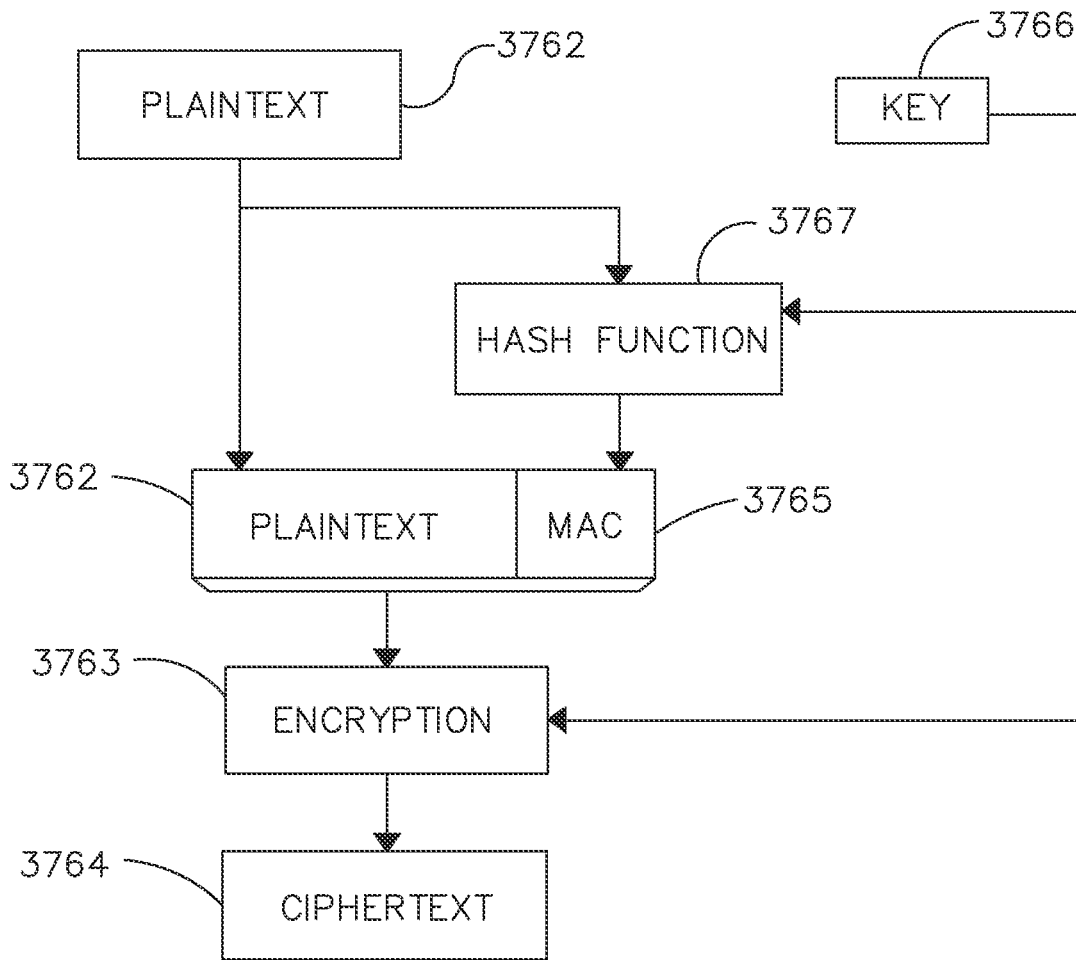 3766
3762
PLAINTEXT
KEY
3767
HASH FUNCTION
3762
3765
PLAINTEXT
MAC
3763
ENCRYPTION
3764
CIPHERTEXT